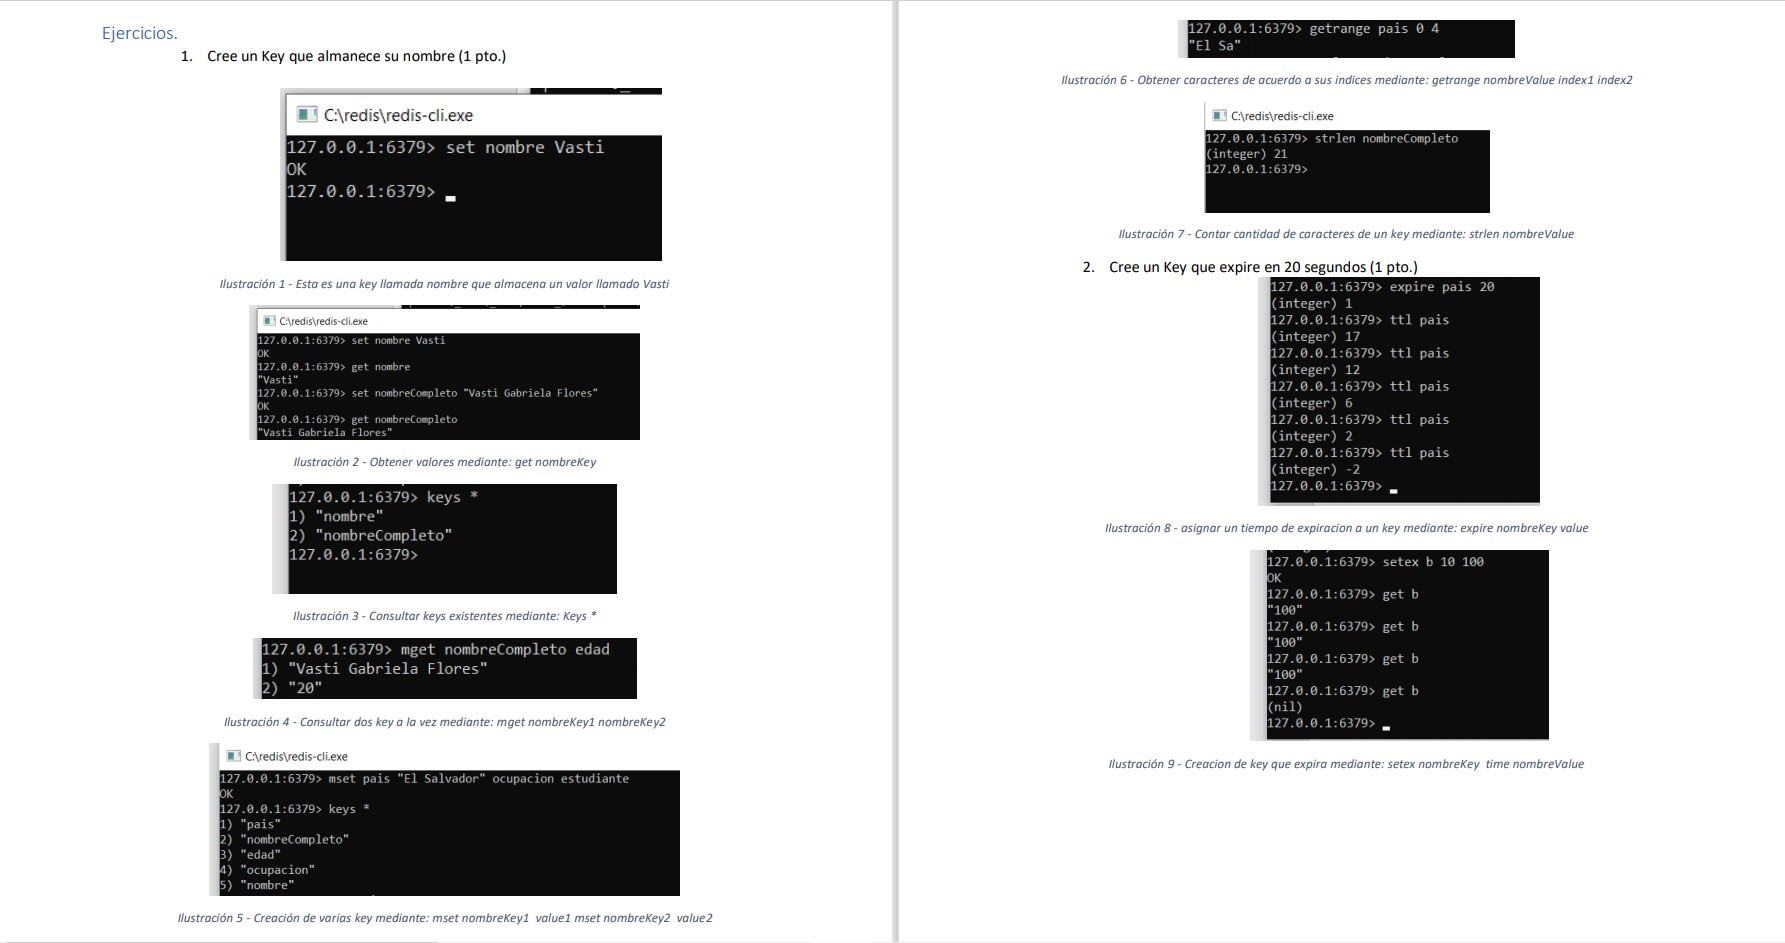 Ejercicios.
1. Cree un Key que almanece su nombre (1 pto.)
C:\redis\redis-cli.exe
127.0.0.1:6379> set nombre Vasti
OK
127.0.0.1:6379>
Ilustración 1 - Esta es una key llamada nombre que almacena un valor llamado Vasti
C:\redis\redis-cli.exe
127.0.0.1:6379> set nombre Vasti
OK
127.0.0.1:6379> get nombre
"Vasti"
127.0.0.1:6379> set nombreCompleto "Vasti Gabriela Flores"
OK
127.0.0.1:6379> get nombreCompleto
"Vasti Gabriela Flores"
Ilustración 2 - Obtener valores mediante: get nombreKey
127.0.0.1:6379> keys *
1) "nombre"
2) "nombreCompleto"
127.0.0.1:6379>
Ilustración 3 - Consultar keys existentes mediante: Keys *
127.0.0.1:6379> mget nombreCompleto edad
1) "Vasti Gabriela Flores"
2) "20"
Ilustración 4 - Consultar dos key a la vez mediante: mget nombreKey1 nombreKey2
C:\redis\redis-cli.exe
127.0.0.1:6379> mset pais "El Salvador" ocupacion estudiante
OK
127.0.0.1:6379> keys *
1) "pais"
2) "nombreCompleto"
3) "edad"
4) "ocupacion"
5) "nombre"
Ilustración 5 - Creación de varias key mediante: mset nombreKey1 value1 mset nombreKey2 value2
127.0.0.1:6379> getrange pais 0 4
"El Sa"
Ilustración 6 - Obtener caracteres de acuerdo a sus indices mediante: getrange nombreValue index1 index2
C:\redis\redis-cli.exe
127.0.0.1:6379> strlen nombreCompleto
(integer) 21
127.0.0.1:6379>
Ilustración 7 - Contar cantidad de caracteres de un key mediante: strlen nombreValue
2. Cree un Key que expire en 20 segundos (1 pto.)
127.0.0.1:6379> expire pais 20
(integer) 1
127.0.0.1:6379> ttl pais
(integer) 17
127.0.0.1:6379> ttl pais
(integer) 12
127.0.0.1:6379> ttl pais
(integer) 6
127.0.0.1:6379> ttl pais
(integer) 2
127.0.0.1:6379> ttl pais
(integer) -2
127.0.0.1:6379>
Ilustración 8 - asignar un tiempo de expiracion a un key mediante: expire nombreKey value
127.0.0.1:6379> setex b 10 100
OK
127.0.0.1:6379> get b
"100"
127.0.0.1:6379> get b
"100"
127.0.0.1:6379> get b
"100"
127.0.0.1:6379> get b
(nil)
127.0.0.1:6379>
Ilustración 9 - Creacion de key que expira mediante: setex nombreKey time nombreValue